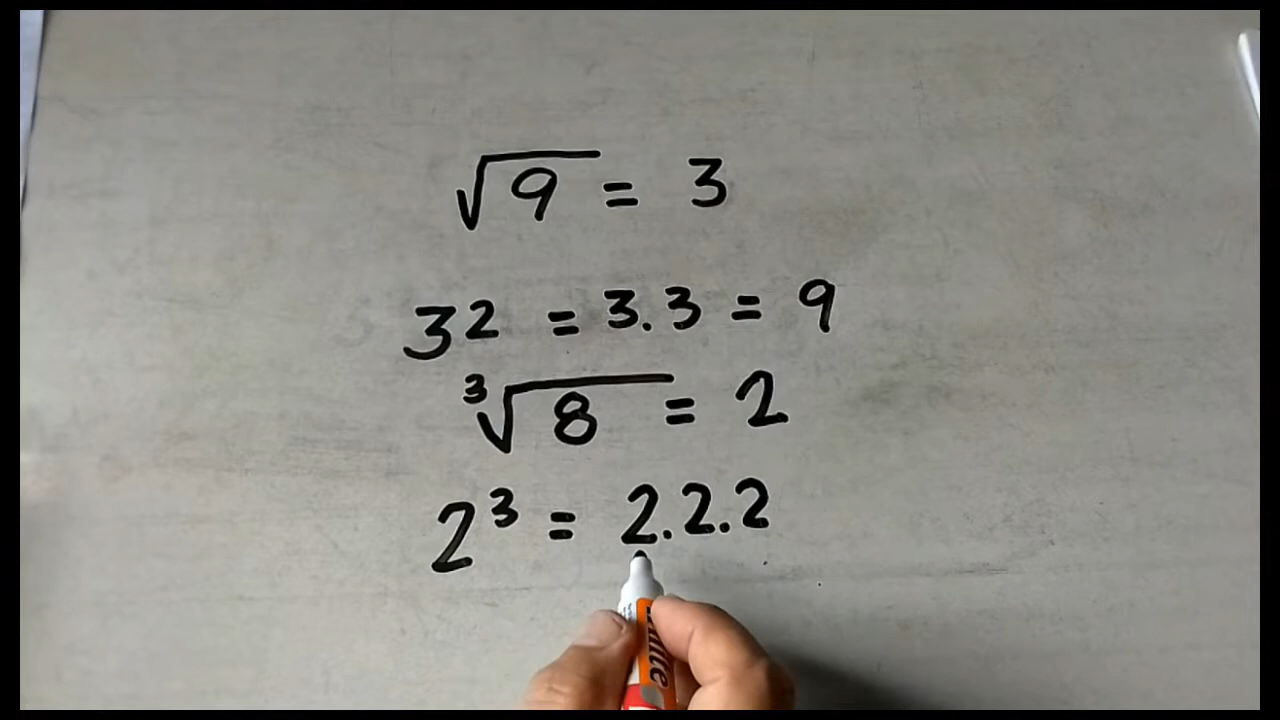 √9 = 3
3² = 3.3 = 9
³√8 = 2
2³ = 2.2.2